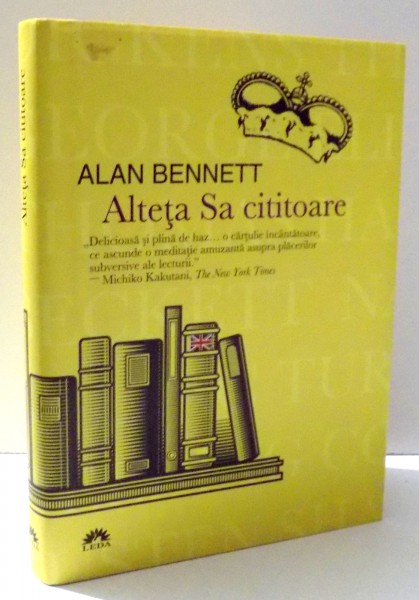 Alteţa Sa cititoare
LEDA
ALAN BENNETT
Alteţa Sa cititoare
„Delicioasă şi plină de haz... o cărţulie încântătoare,
ce ascunde o meditaţie amuzantă asupra plăcerilor
subversive ale lecturii.”
— Michiko Kakutani, The New York Times
LEDA